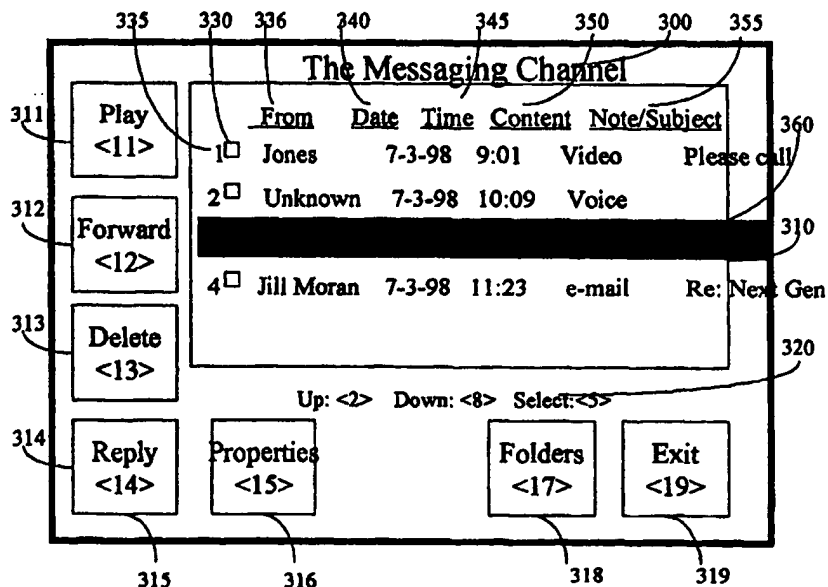 335 330 336 340 345 350 300 355
The Messaging Channel
311 Play <11>
From Date Time Content Note/Subject
360
1 Jones 7-3-98 9:01 Video Please call
312 Forward <12>
2 Unknown 7-3-98 10:09 Voice
310
4 Jill Moran 7-3-98 11:23 e-mail Re: Next Gen
313 Delete <13>
320
Up: <2> Down: <8> Select:<5>
314 Reply <14>
Properties <15>
Folders <17>
Exit <19>
315 316 318 319